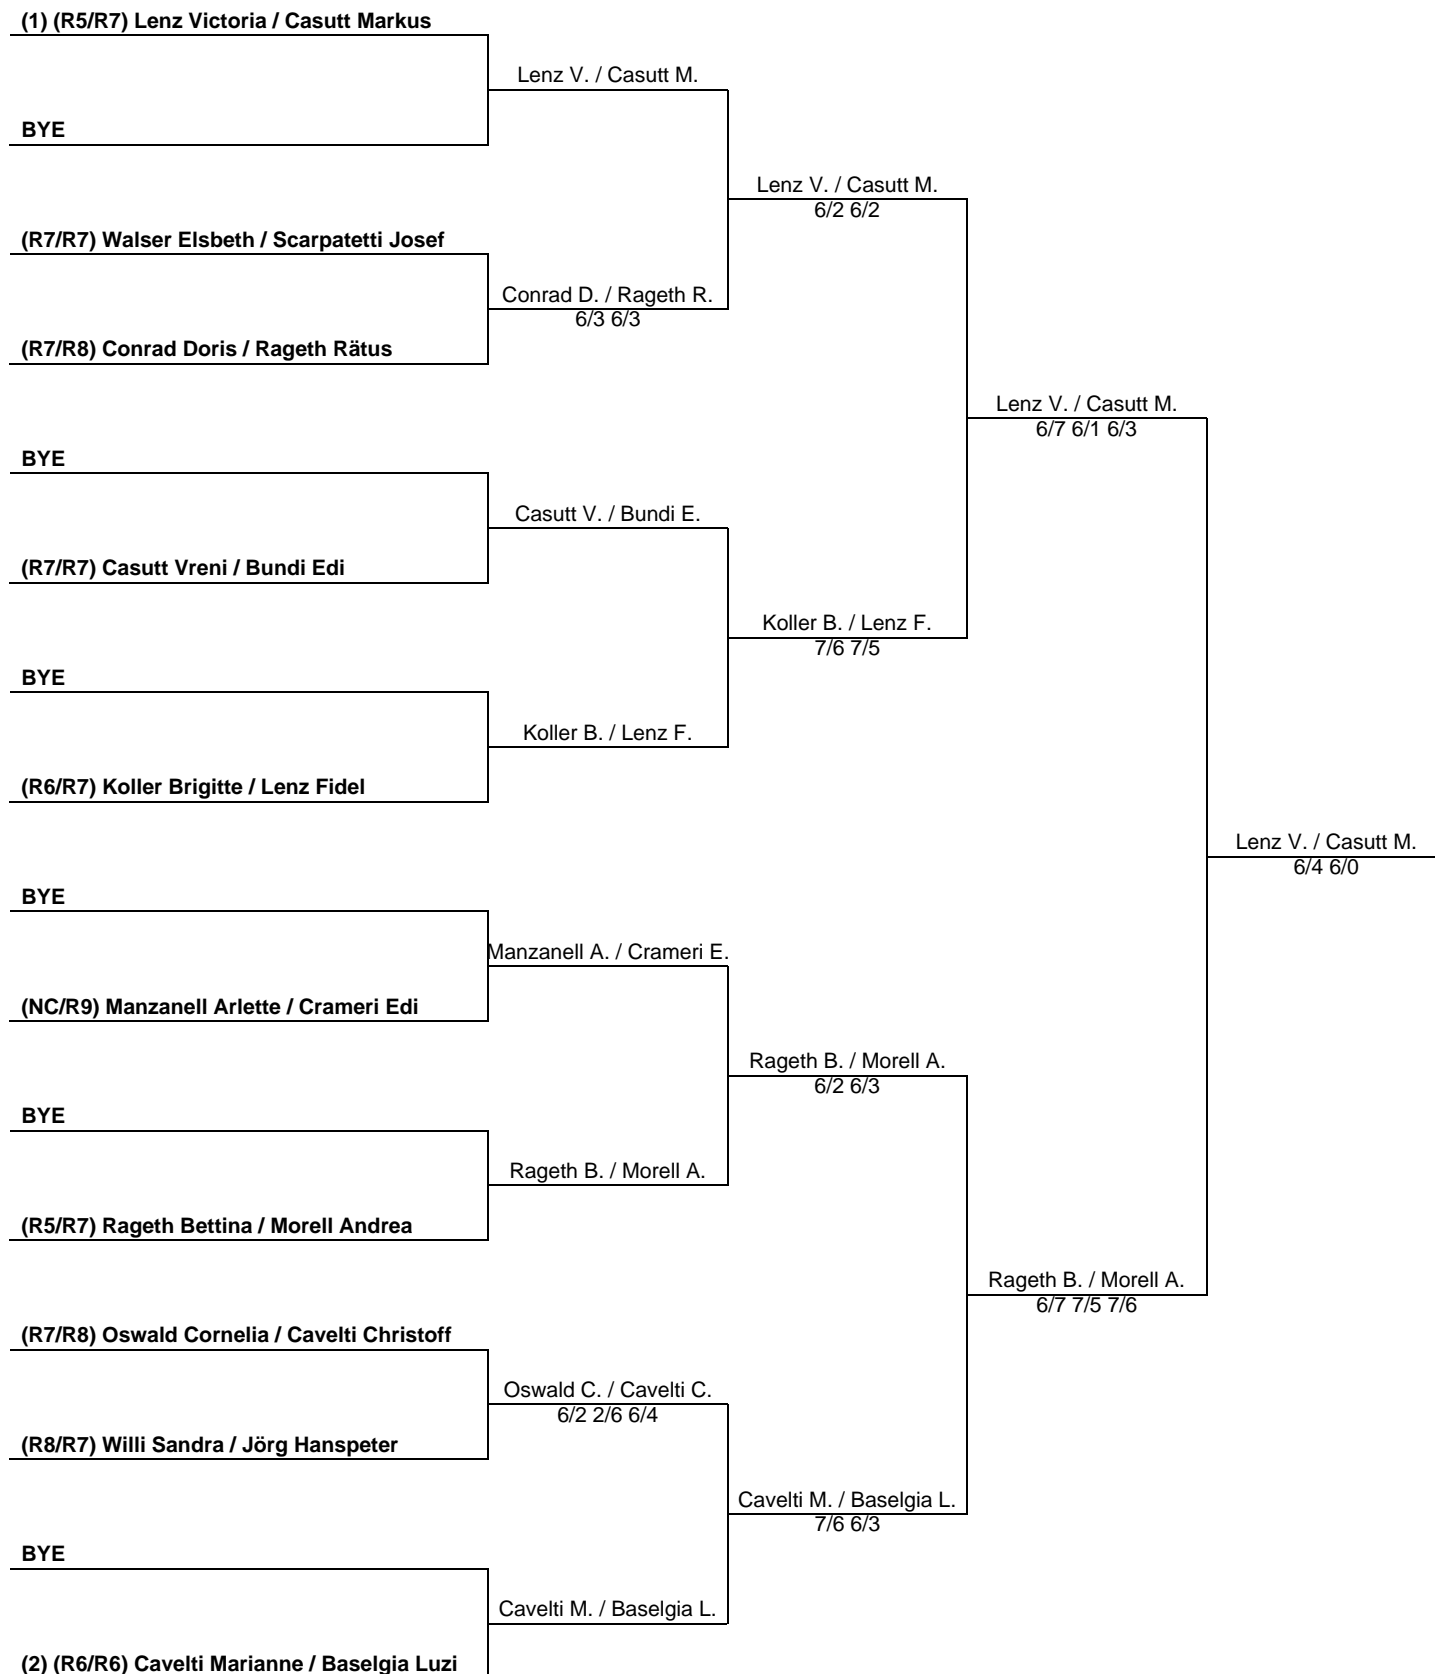 (1) (R5/R7) Lenz Victoria / Casutt Markus
Lenz V. / Casutt M.
BYE
Lenz V. / Casutt M.
6/2 6/2
(R7/R7) Walser Elsbeth / Scarpatetti Josef
Conrad D. / Rageth R.
6/3 6/3
(R7/R8) Conrad Doris / Rageth Rätus
Lenz V. / Casutt M.
6/7 6/1 6/3
BYE
Casutt V. / Bundi E.
(R7/R7) Casutt Vreni / Bundi Edi
Koller B. / Lenz F.
7/6 7/5
BYE
Koller B. / Lenz F.
(R6/R7) Koller Brigitte / Lenz Fidel
Lenz V. / Casutt M.
6/4 6/0
BYE
Manzanell A. / Crameri E.
(NC/R9) Manzanell Arlette / Crameri Edi
Rageth B. / Morell A.
6/2 6/3
BYE
Rageth B. / Morell A.
(R5/R7) Rageth Bettina / Morell Andrea
Rageth B. / Morell A.
6/7 7/5 7/6
(R7/R8) Oswald Cornelia / Cavelti Christoff
Oswald C. / Cavelti C.
6/2 2/6 6/4
(R8/R7) Willi Sandra / Jörg Hanspeter
Cavelti M. / Baselgia L.
7/6 6/3
BYE
Cavelti M. / Baselgia L.
(2) (R6/R6) Cavelti Marianne / Baselgia Luzi